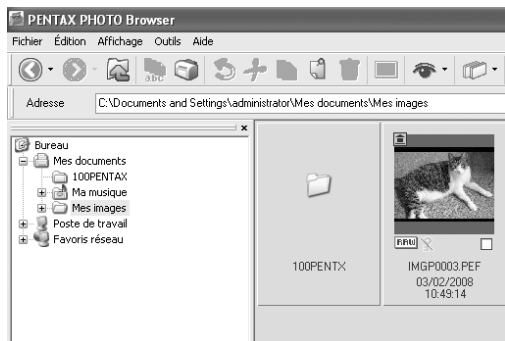 PENTAX PHOTO Browser
Fichier Édition Affichage Outils Aide
abc
Adresse C:\Documents and Settings\administrator\Mes documents\Mes images
Bureau
Mes documents
100PENTAX
Ma musique
Mes images
Poste de travail
Favoris réseau
100PENTX
RAW
IMGP0003.PEF
03/02/2008
10:49:14